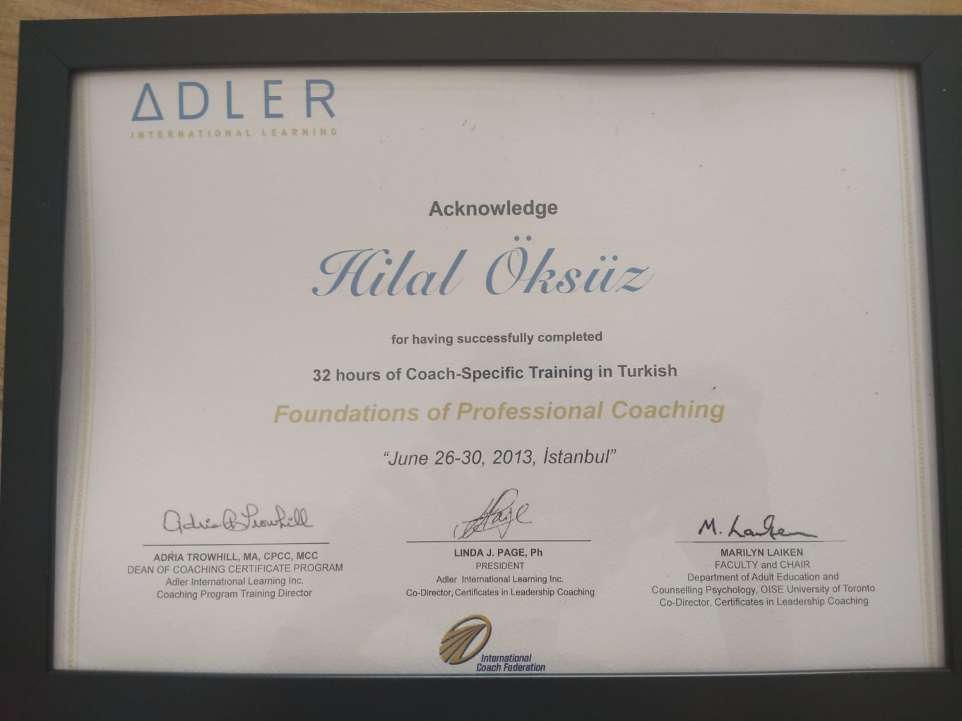 ADLER
INTERNATIONAL LEARNING
Acknowledge
Hilal Öksüz
for having successfully completed
32 hours of Coach-Specific Training in Turkish
Foundations of Professional Coaching
“June 26-30, 2013, İstanbul”
Adria Trowhill
LPage
M. Laiken
ADRIA TROWHILL, MA, CPCC, MCC
DEAN OF COACHING CERTIFICATE PROGRAM
Adler International Learning Inc.
Coaching Program Training Director
LINDA J. PAGE, Ph
PRESIDENT
Adler International Learning Inc.
Co-Director, Certificates in Leadership Coaching
MARILYN LAIKEN
FACULTY and CHAIR
Department of Adult Education and
Counselling Psychology, OISE University of Toronto
Co-Director, Certificates in Leadership Coaching
International
Coach Federation